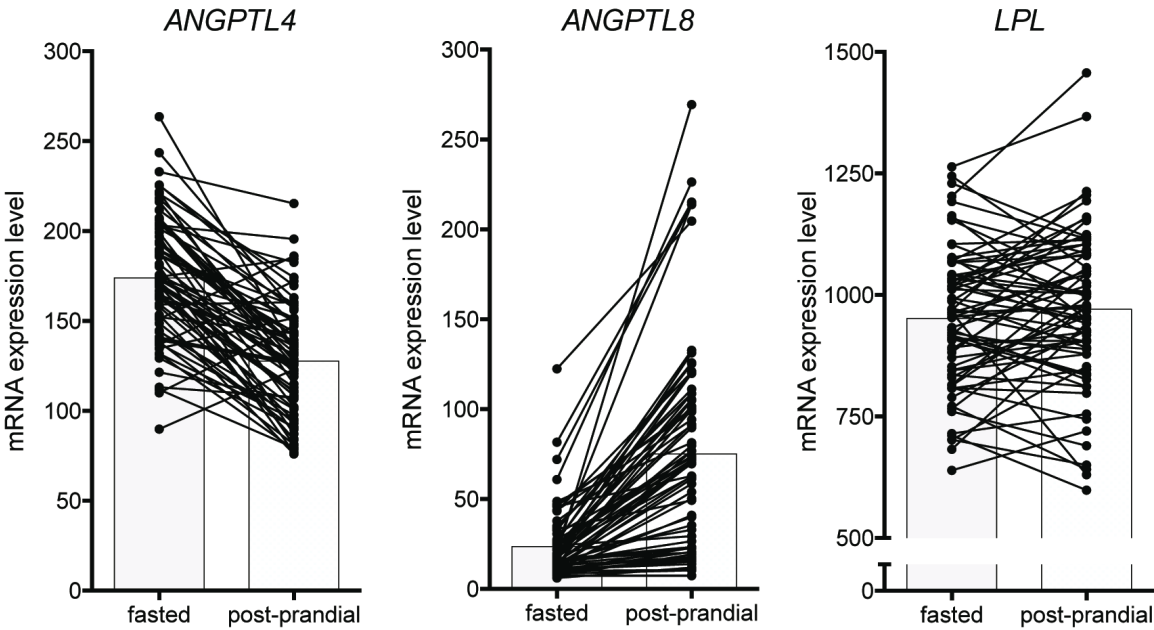 ANGPTL4
mRNA expression level
300
250
200
150
100
50
0
fasted post-prandial
ANGPTL8
mRNA expression level
300
250
200
150
100
50
0
fasted post-prandial
LPL
mRNA expression level
1500
1250
1000
750
500
0
fasted post-prandial